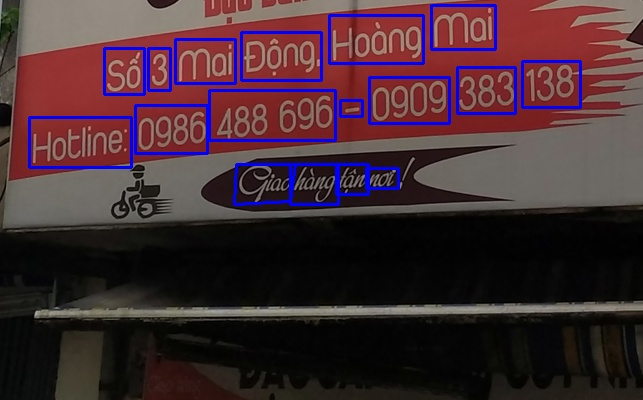 Số 3 Mai Động, Hoàng Mai
Hotline: 0986 488 696 - 0909 383 138
Giao hàng tận nơi!